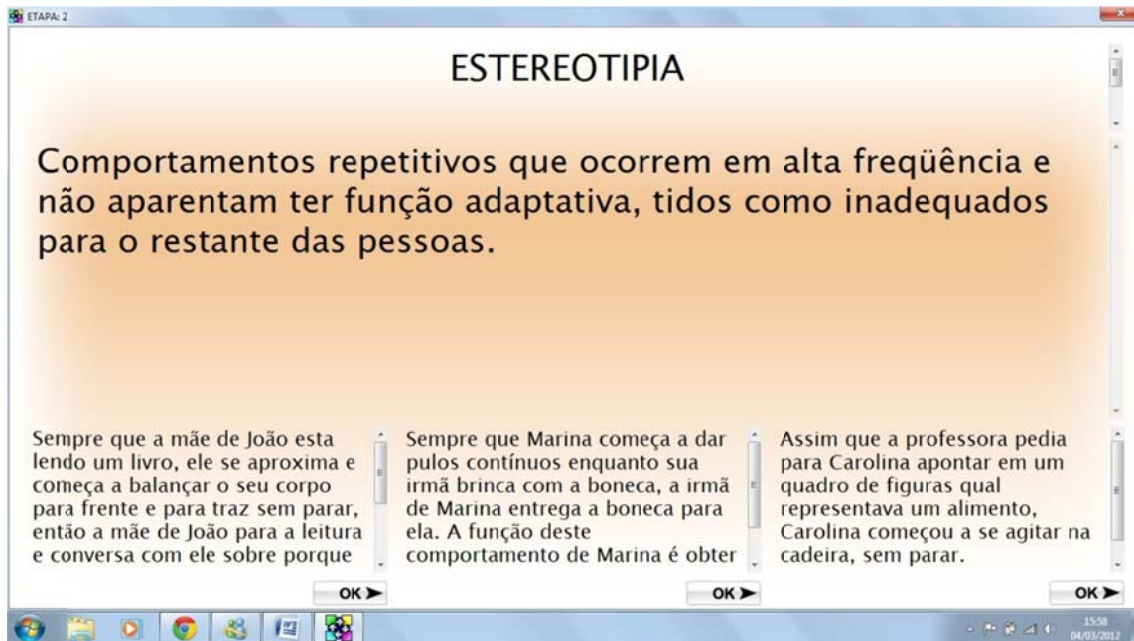 ETAPA: 2
ESTEREOTIPIA
Comportamentos repetitivos que ocorrem em alta freqüência e
não aparentam ter função adaptativa, tidos como inadequados
para o restante das pessoas.
Sempre que a mãe de João esta
lendo um livro, ele se aproxima e
começa a balançar o seu corpo
para frente e para traz sem parar,
então a mãe de João para a leitura
e conversa com ele sobre porque
OK
Sempre que Marina começa a dar
pulos contínuos enquanto sua
irmã brinca com a boneca, a irmã
de Marina entrega a boneca para
ela. A função deste
comportamento de Marina é obter
OK
Assim que a professora pedia
para Carolina apontar em um
quadro de figuras qual
representava um alimento,
Carolina começou a se agitar na
cadeira, sem parar.
OK
15:58
04/03/2012